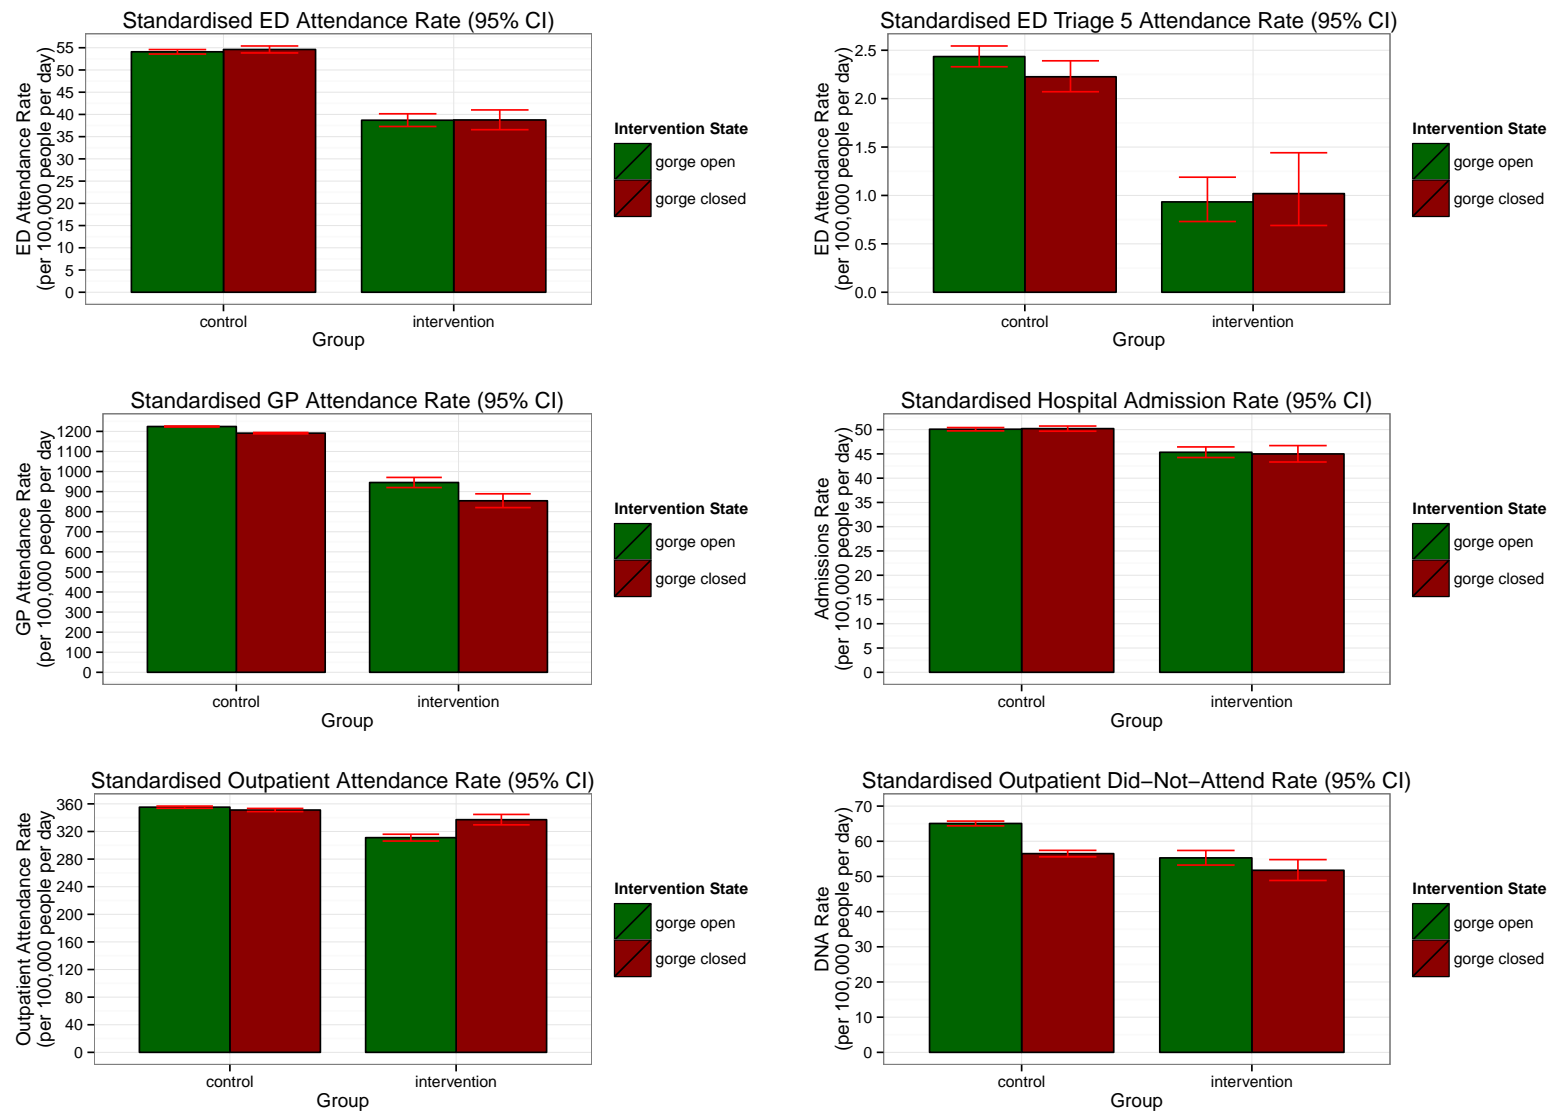 Standardised ED Attendance Rate (95% CI)
ED Attendance Rate
(per 100,000 people per day)
55
50
45
40
35
30
25
20
15
10
5
0
control
intervention
Group
Intervention State
gorge open
gorge closed
Standardised ED Triage 5 Attendance Rate (95% CI)
ED Attendance Rate
(per 100,000 people per day)
2.5
2.0
1.5
1.0
0.5
0.0
control
intervention
Group
Intervention State
gorge open
gorge closed
Standardised GP Attendance Rate (95% CI)
GP Attendance Rate
(per 100,000 people per day
1200
1100
1000
900
800
700
600
500
400
300
200
100
0
control
intervention
Group
Intervention State
gorge open
gorge closed
Standardised Hospital Admission Rate (95% CI)
Admissions Rate
(per 100,000 people per day)
50
45
40
35
30
25
20
15
10
5
0
control
intervention
Group
Intervention State
gorge open
gorge closed
Standardised Outpatient Attendance Rate (95% CI)
Outpatient Attendance Rate
(per 100,000 people per day
360
320
280
240
200
160
120
80
40
0
control
intervention
Group
Intervention State
gorge open
gorge closed
Standardised Outpatient Did−Not−Attend Rate (95% CI)
DNA Rate
(per 100,000 people per day)
70
60
50
40
30
20
10
0
control
intervention
Group
Intervention State
gorge open
gorge closed